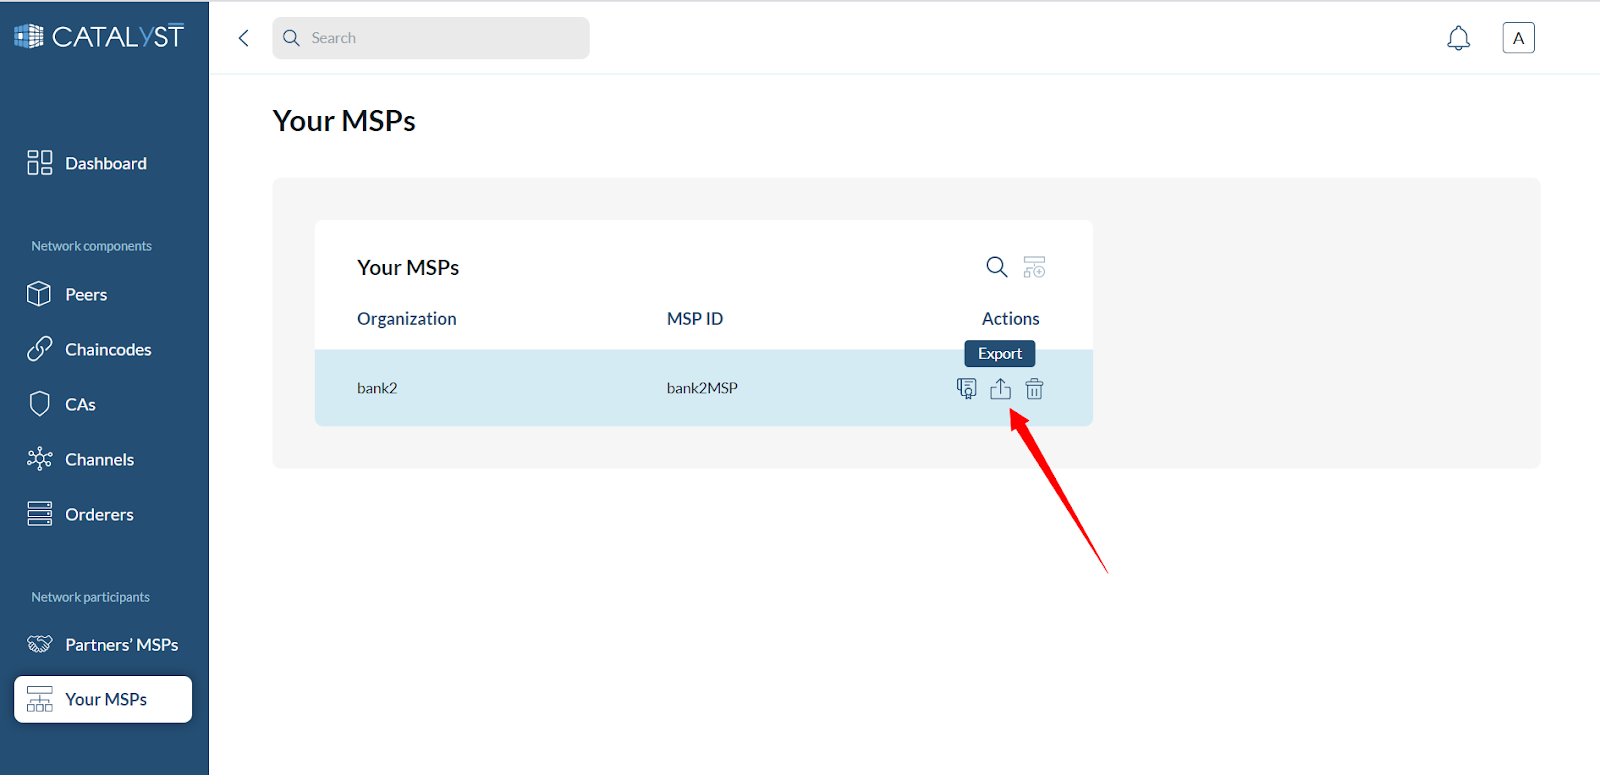 CATALYST
Search
A
Your MSPs
Dashboard
Network components
Peers
Chaincodes
CAs
Channels
Orderers
Network participants
Partners’ MSPs
Your MSPs
Your MSPs
Organization MSP ID Actions
Export
bank2 bank2MSP